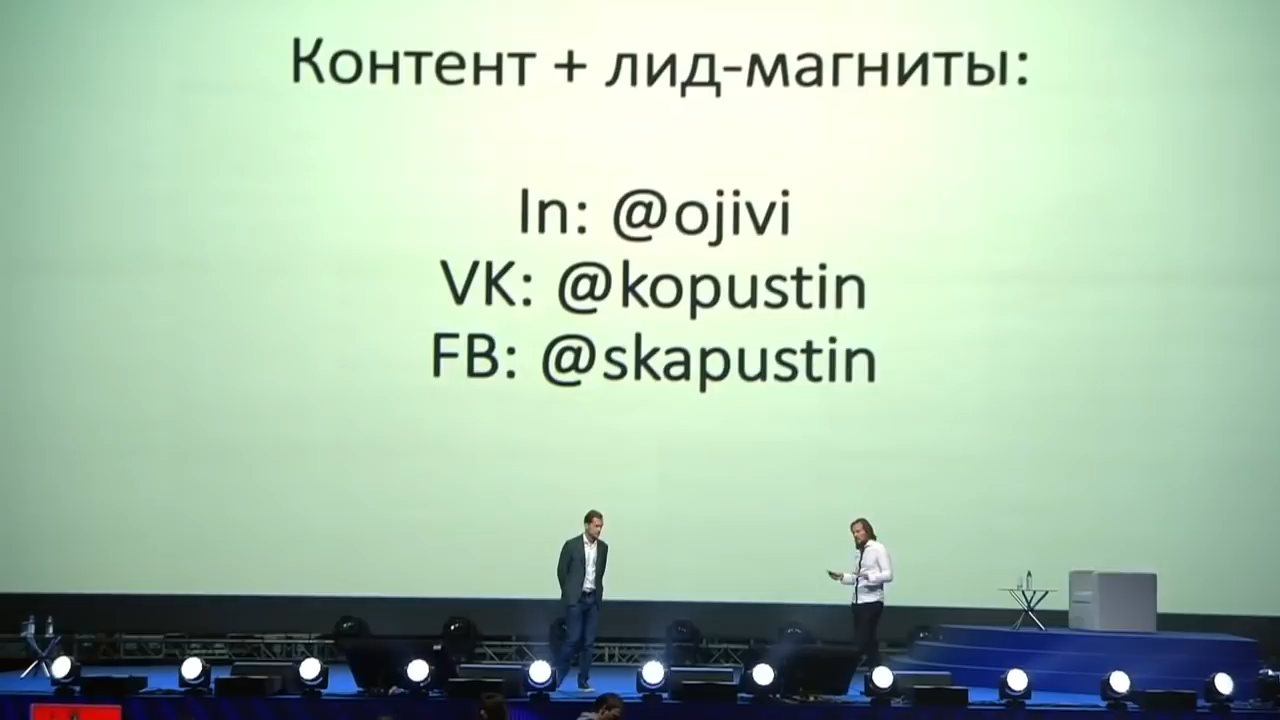 Контент + лид-магниты:
In: @ojivi
VK: @kopustin
FB: @skapustin